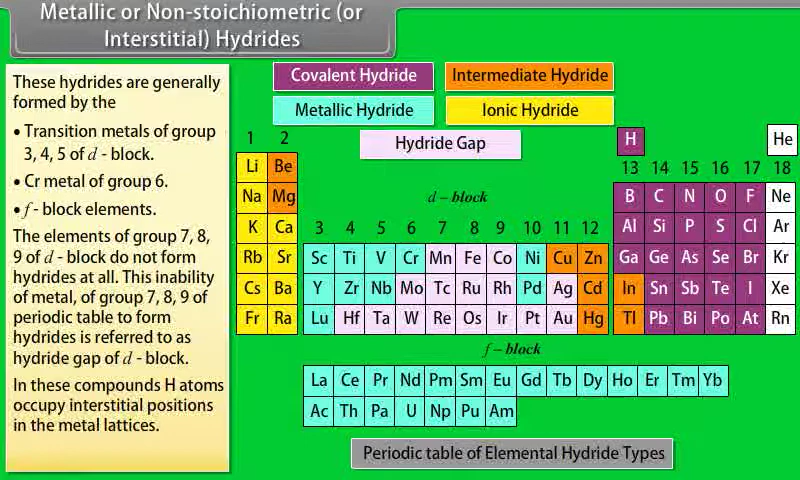 Metallic or Non-stoichiometric (or
Interstitial) Hydrides
These hydrides are generally
formed by the
• Transition metals of group
3, 4, 5 of d - block.
• Cr metal of group 6.
• f - block elements.
The elements of group 7, 8,
9 of d - block do not form
hydrides at all. This inability
of metal, of group 7, 8, 9 of
periodic table to form
hydrides is referred to as
hydride gap of d - block.
In these compounds H atoms
occupy interstitial positions
in the metal lattices.
Covalent Hydride Intermediate Hydride
Metallic Hydride Ionic Hydride
Hydride Gap
1 2 H He
13 14 15 16 17 18
Li Be B C N O F Ne
Na Mg d – block Al Si P S Cl Ar
3 4 5 6 7 8 9 10 11 12
K Ca Sc Ti V Cr Mn Fe Co Ni Cu Zn Ga Ge As Se Br Kr
Rb Sr Y Zr Nb Mo Tc Ru Rh Pd Ag Cd In Sn Sb Te I Xe
Cs Ba Lu Hf Ta W Re Os Ir Pt Au Hg Tl Pb Bi Po At Rn
Fr Ra
f – block
La Ce Pr Nd Pm Sm Eu Gd Tb Dy Ho Er Tm Yb
Ac Th Pa U Np Pu Am
Periodic table of Elemental Hydride Types